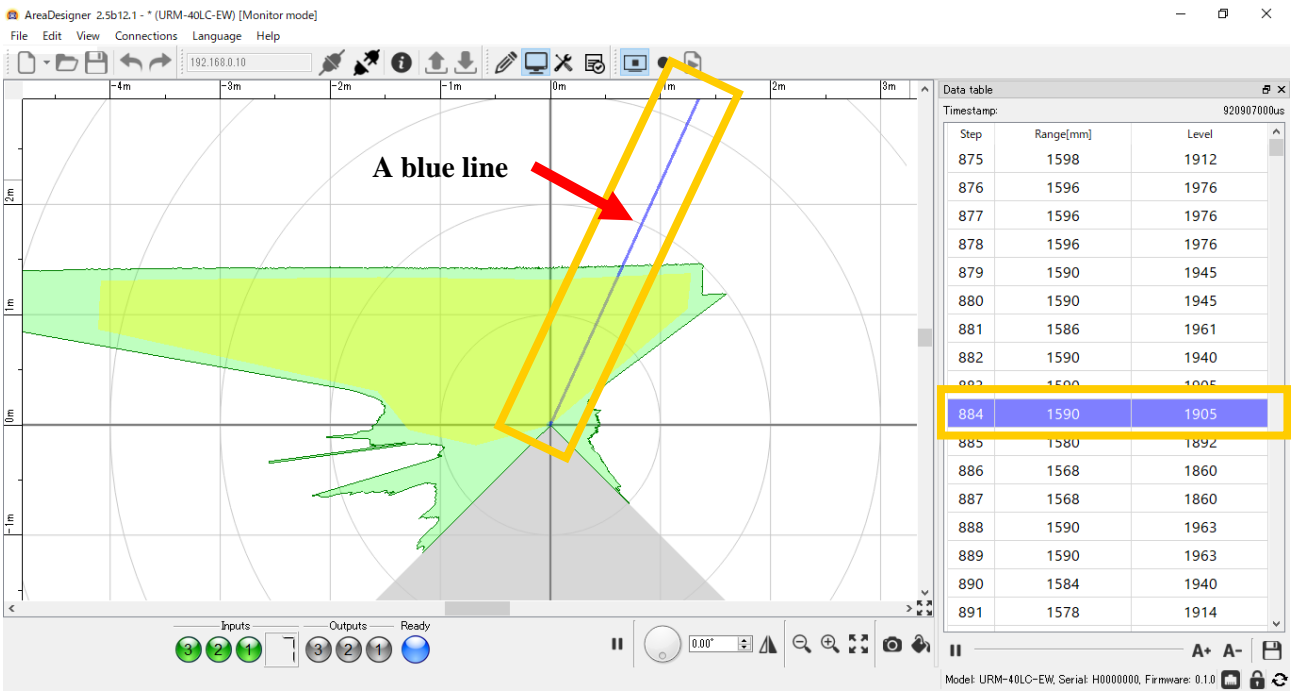 AreaDesigner 2.5b12.1 - * (URM-40LC-EW) [Monitor mode]
File Edit View Connections Language Help
192.168.0.10
-4m -3m -2m -1m 0m 1m 2m 3m
2m
1m
0m
-1m
A blue line
Data table
Timestamp: 920907000us
Step Range[mm] Level
875 1598 1912
876 1596 1976
877 1596 1976
878 1596 1976
879 1590 1945
880 1590 1945
881 1586 1961
882 1590 1940
883 1590 1905
884 1590 1905
885 1580 1892
886 1568 1860
887 1568 1860
888 1590 1963
889 1590 1963
890 1584 1940
891 1578 1914
A+ A-
Inputs Outputs Ready
3 2 1 3 2 1
0.00°
Model: URM-40LC-EW, Serial: H0000000, Firmware: 0.1.0